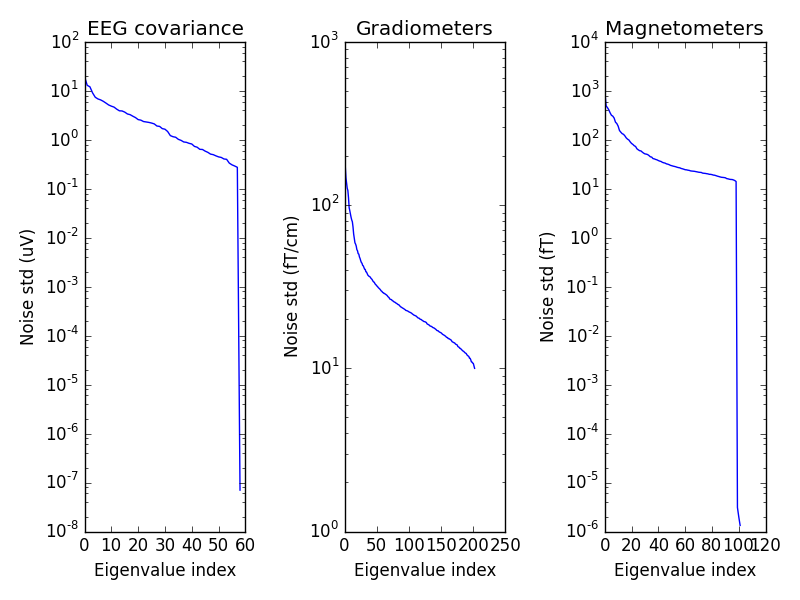 EEG covariance
10^2
10^1
10^0
10^-1
10^-2
10^-3
10^-4
10^-5
10^-6
10^-7
10^-8
Noise std (uV)
0 10 20 30 40 50 60
Eigenvalue index
Gradiometers
10^3
10^2
10^1
10^0
Noise std (fT/cm)
0 50 100 150 200 250
Eigenvalue index
Magnetometers
10^4
10^3
10^2
10^1
10^0
10^-1
10^-2
10^-3
10^-4
10^-5
10^-6
Noise std (fT)
0 20 40 60 80 100 120
Eigenvalue index